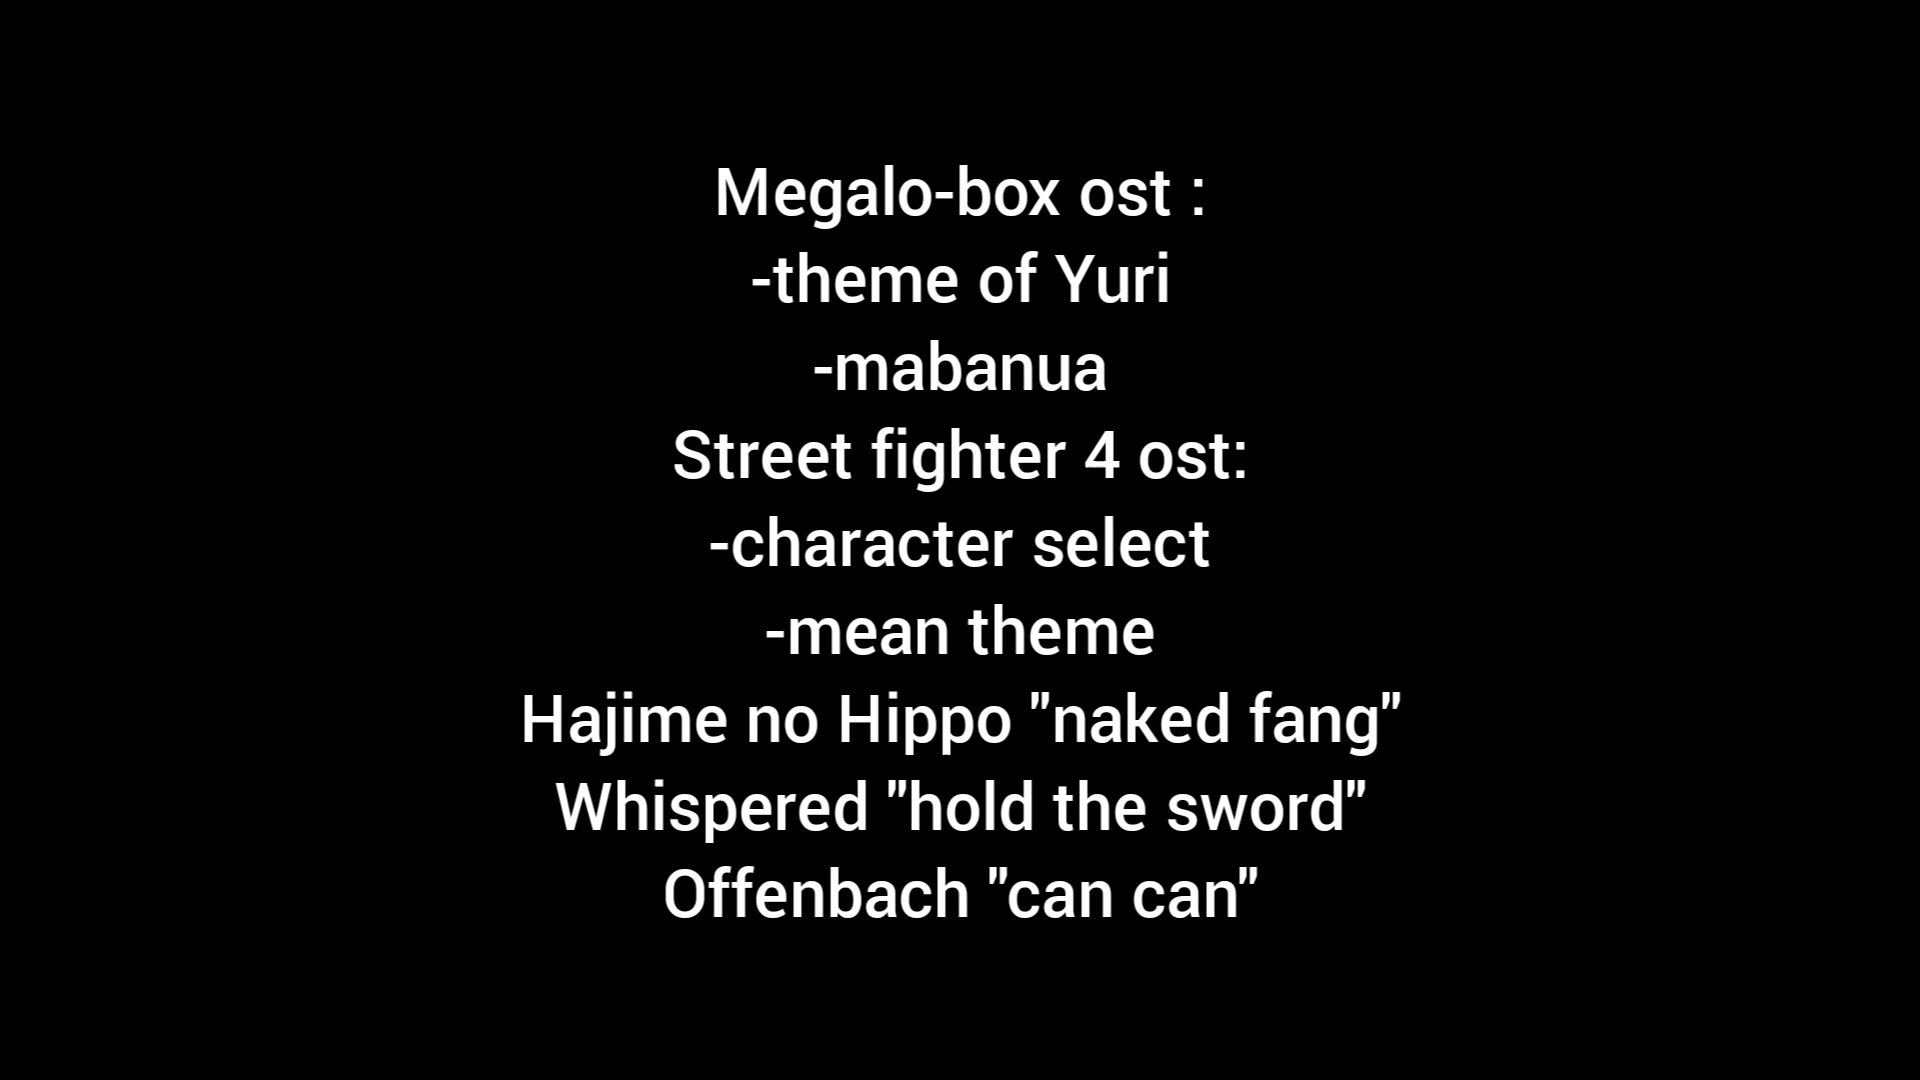 Megalo-box ost :
-theme of Yuri
-mabanua
Street fighter 4 ost:
-character select
-mean theme
Hajime no Hippo "naked fang"
Whispered "hold the sword"
Offenbach "can can"